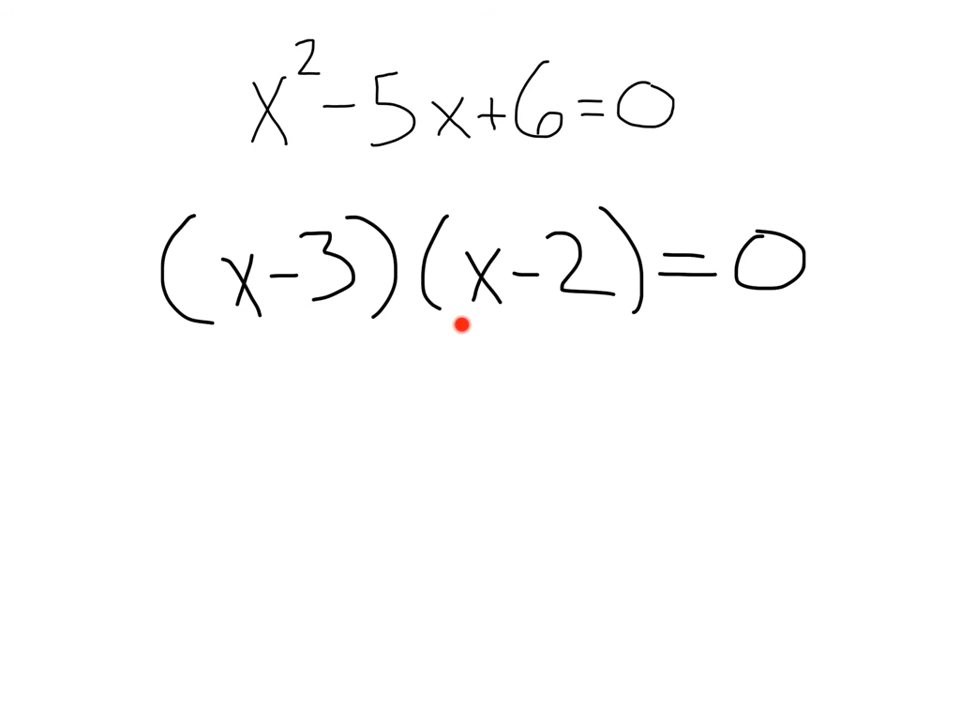 x² - 5x + 6 = 0
(x - 3)(x - 2) = 0